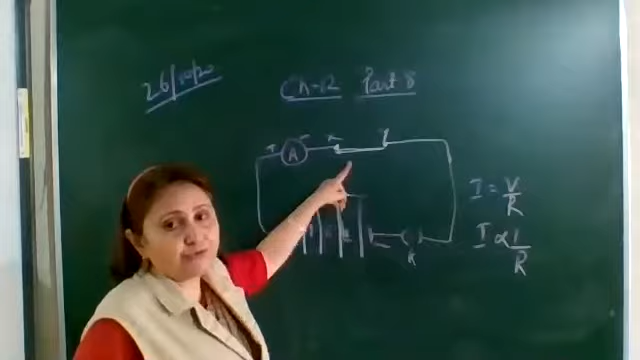 26/10/20
Ch-12 Part 8
+ A - X Y
K
I = V/R
I ∝ 1/R